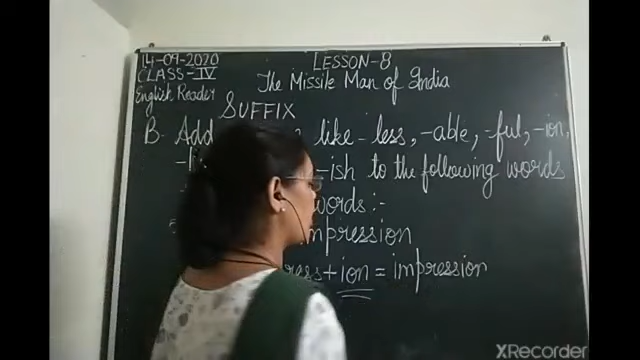 14-09-2020
CLASS-IV
English Reader
LESSON-8
The Missile Man of India
SUFFIX
B. Add like -less, -able, -ful, -ion,
-ish to the following words
words :-
impression
ress + ion = impression
XRecorder